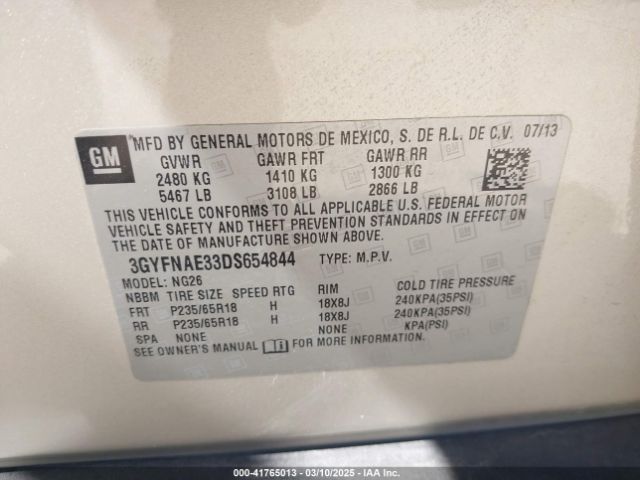 GM
MFD BY GENERAL MOTORS DE MEXICO, S. DE R.L. DE C.V. 07/13
GVWR GAWR FRT GAWR RR
2480 KG 1410 KG 1300 KG
5467 LB 3108 LB 2866 LB
THIS VEHICLE CONFORMS TO ALL APPLICABLE U.S. FEDERAL MOTOR
VEHICLE SAFETY AND THEFT PREVENTION STANDARDS IN EFFECT ON
THE DATE OF MANUFACTURE SHOWN ABOVE.
3GYFNAE33DS654844 TYPE: M.P.V.
MODEL: NG26
NBBM TIRE SIZE SPEED RTG RIM COLD TIRE PRESSURE
FRT P235/65R18 H 18X8J 240KPA(35PSI)
RR P235/65R18 H 18X8J 240KPA(35PSI)
SPA NONE NONE KPA(PSI)
SEE OWNER'S MANUAL FOR MORE INFORMATION.
000-41765013 - 03/10/2025 - IAA Inc.